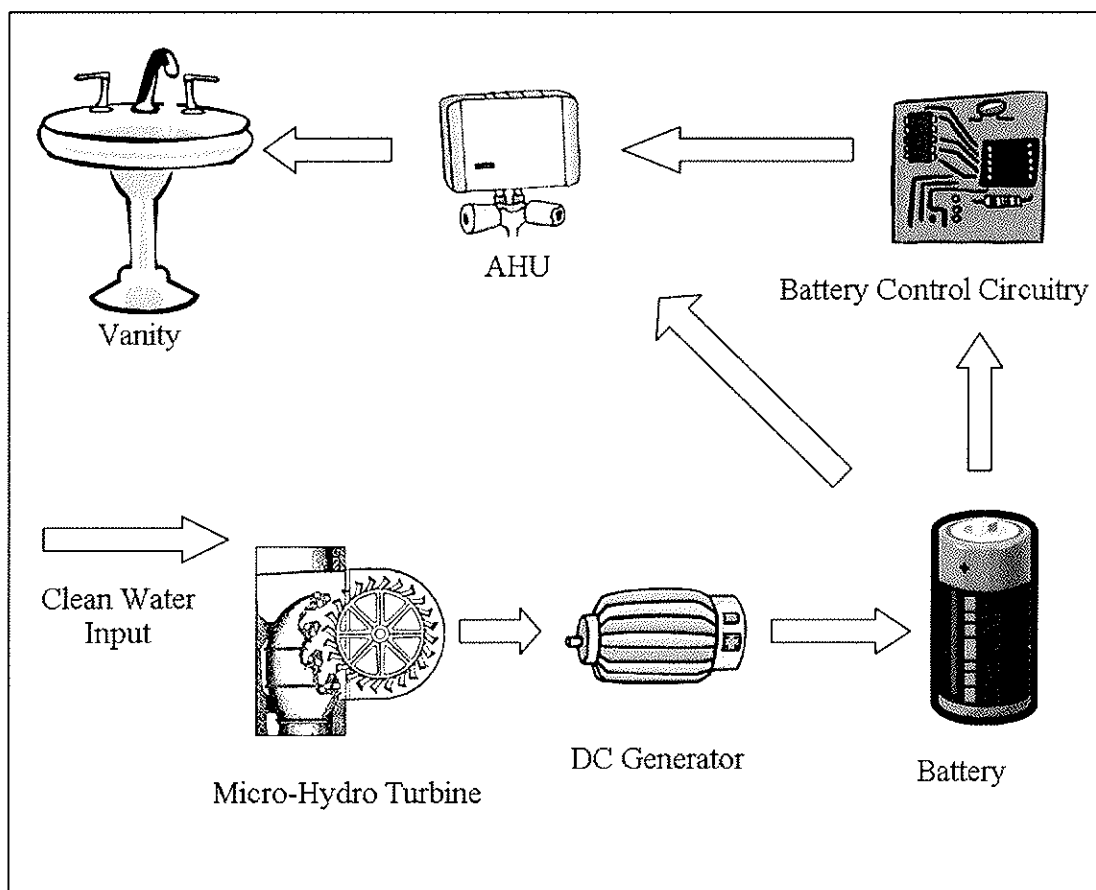 AHU
Battery Control Circuitry
Vanity
Clean Water
Input
Micro-Hydro Turbine
DC Generator
Battery
+